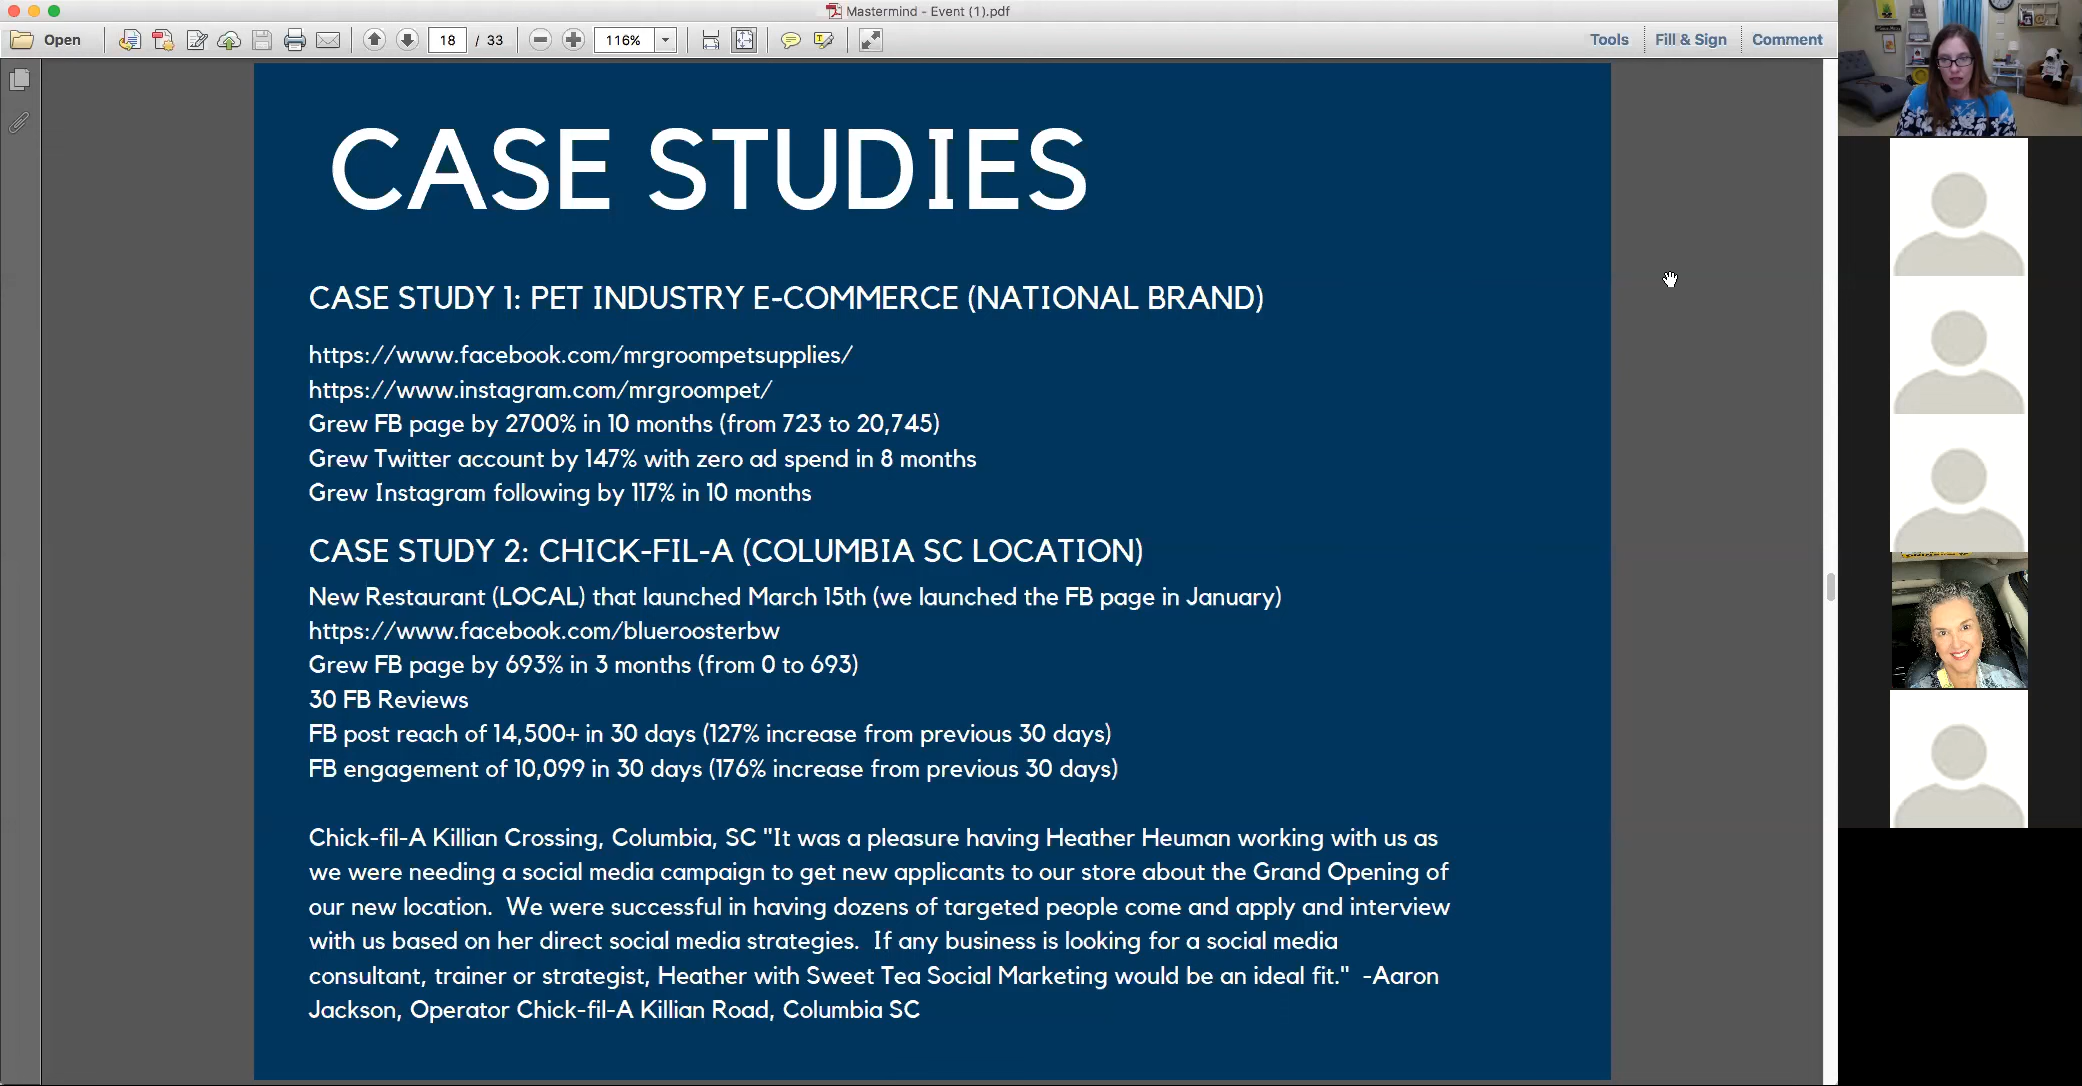 Mastermind - Event (1).pdf
Open
18 / 33
116%
Tools
Fill & Sign
Comment
CASE STUDIES
CASE STUDY 1: PET INDUSTRY E-COMMERCE (NATIONAL BRAND)
https://www.facebook.com/mrgroompetsupplies/
https://www.instagram.com/mrgroompet/
Grew FB page by 2700% in 10 months (from 723 to 20,745)
Grew Twitter account by 147% with zero ad spend in 8 months
Grew Instagram following by 117% in 10 months
CASE STUDY 2: CHICK-FIL-A (COLUMBIA SC LOCATION)
New Restaurant (LOCAL) that launched March 15th (we launched the FB page in January)
https://www.facebook.com/blueroosterbw
Grew FB page by 693% in 3 months (from 0 to 693)
30 FB Reviews
FB post reach of 14,500+ in 30 days (127% increase from previous 30 days)
FB engagement of 10,099 in 30 days (176% increase from previous 30 days)
Chick-fil-A Killian Crossing, Columbia, SC "It was a pleasure having Heather Heuman working with us as
we were needing a social media campaign to get new applicants to our store about the Grand Opening of
our new location.  We were successful in having dozens of targeted people come and apply and interview
with us based on her direct social media strategies.  If any business is looking for a social media
consultant, trainer or strategist, Heather with Sweet Tea Social Marketing would be an ideal fit."  -Aaron
Jackson, Operator Chick-fil-A Killian Road, Columbia SC